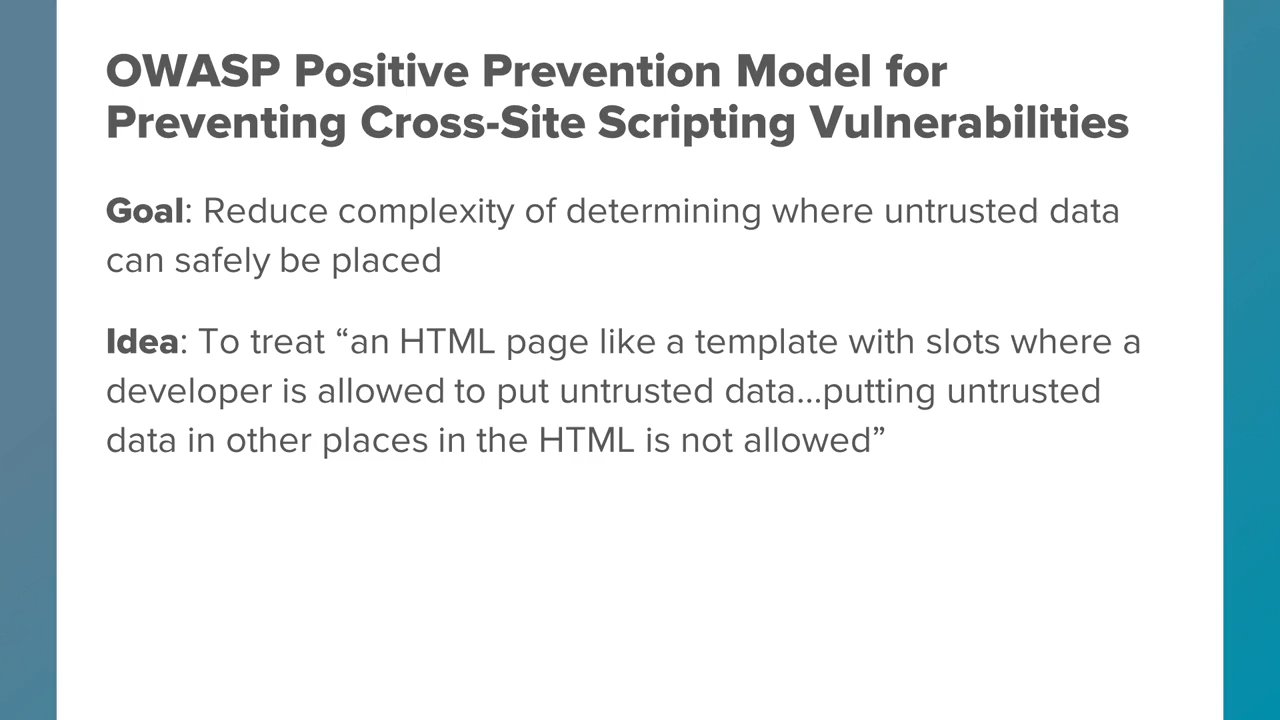 OWASP Positive Prevention Model for
Preventing Cross-Site Scripting Vulnerabilities
Goal: Reduce complexity of determining where untrusted data
can safely be placed
Idea: To treat “an HTML page like a template with slots where a
developer is allowed to put untrusted data...putting untrusted
data in other places in the HTML is not allowed”